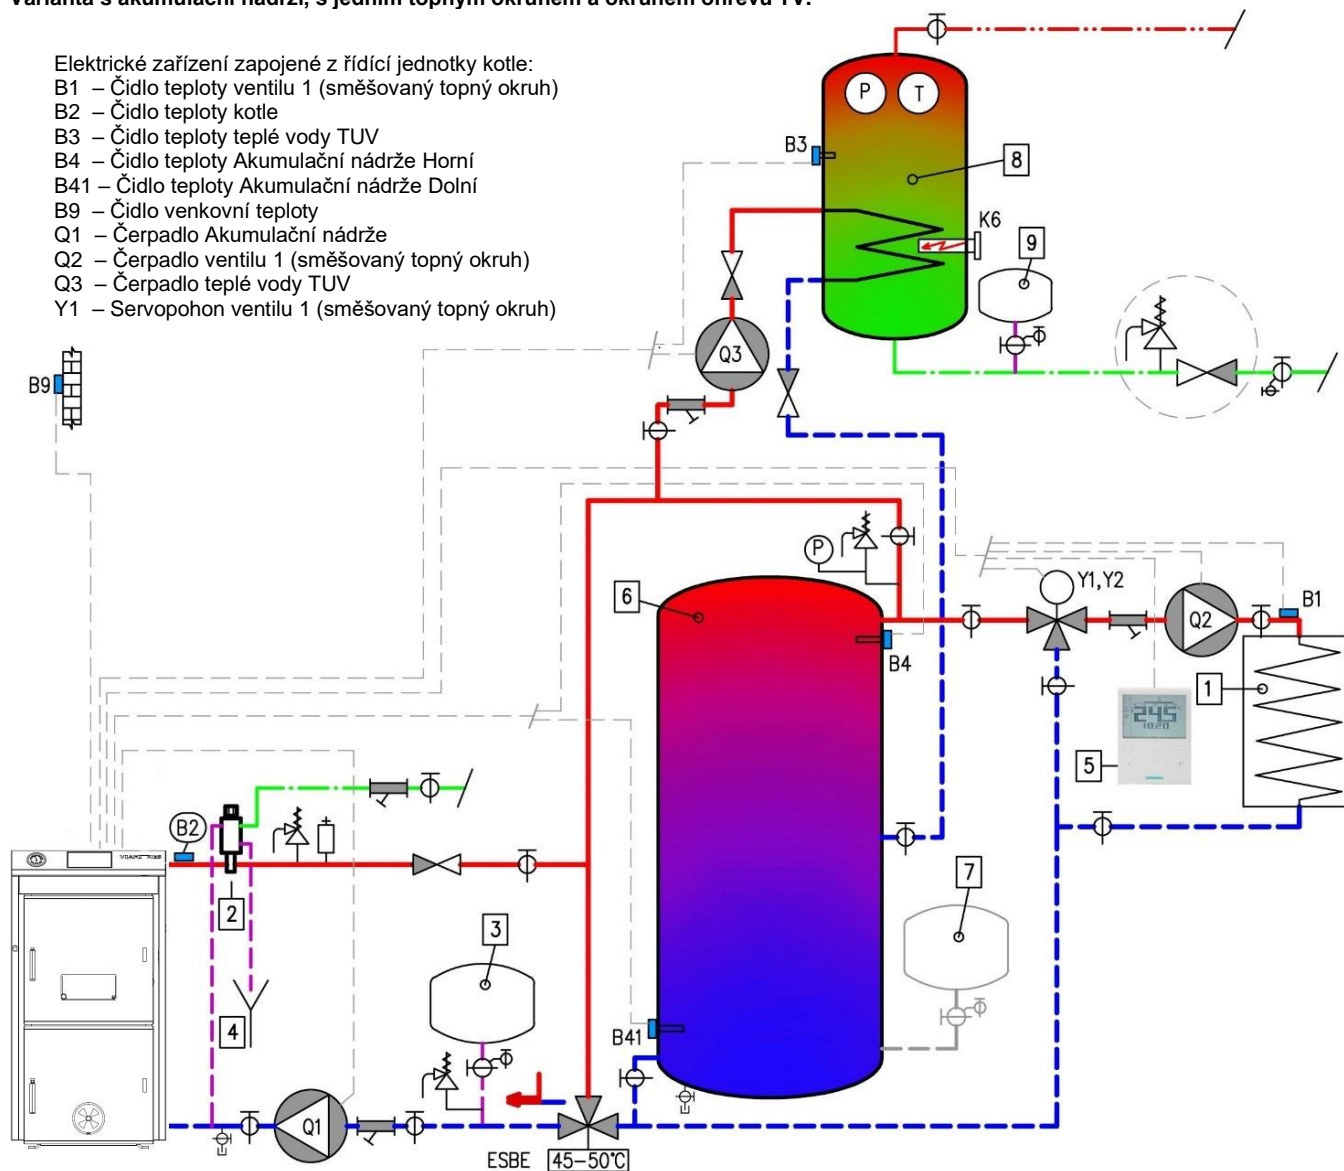 Varianta s akumulační nádrží, s jedním topným okruhem a okruhem ohřevu TV.
Elektrické zařízení zapojené z řídící jednotky kotle:
B1 – Čidlo teploty ventilu 1 (směšovaný topný okruh)
B2 – Čidlo teploty kotle
B3 – Čidlo teploty teplé vody TUV
B4 – Čidlo teploty Akumulační nádrže Horní
B41 – Čidlo teploty Akumulační nádrže Dolní
B9 – Čidlo venkovní teploty
Q1 – Čerpadlo Akumulační nádrže
Q2 – Čerpadlo ventilu 1 (směšovaný topný okruh)
Q3 – Čerpadlo teplé vody TUV
Y1 – Servopohon ventilu 1 (směšovaný topný okruh)
P
T
B3
8
K6
9
Q3
B9
P
6
Y1,Y2
B1
Q2
B4
1
24.5
18:20
5
B2
2
7
3
4
B41
Q1
ESBE
45–50°C